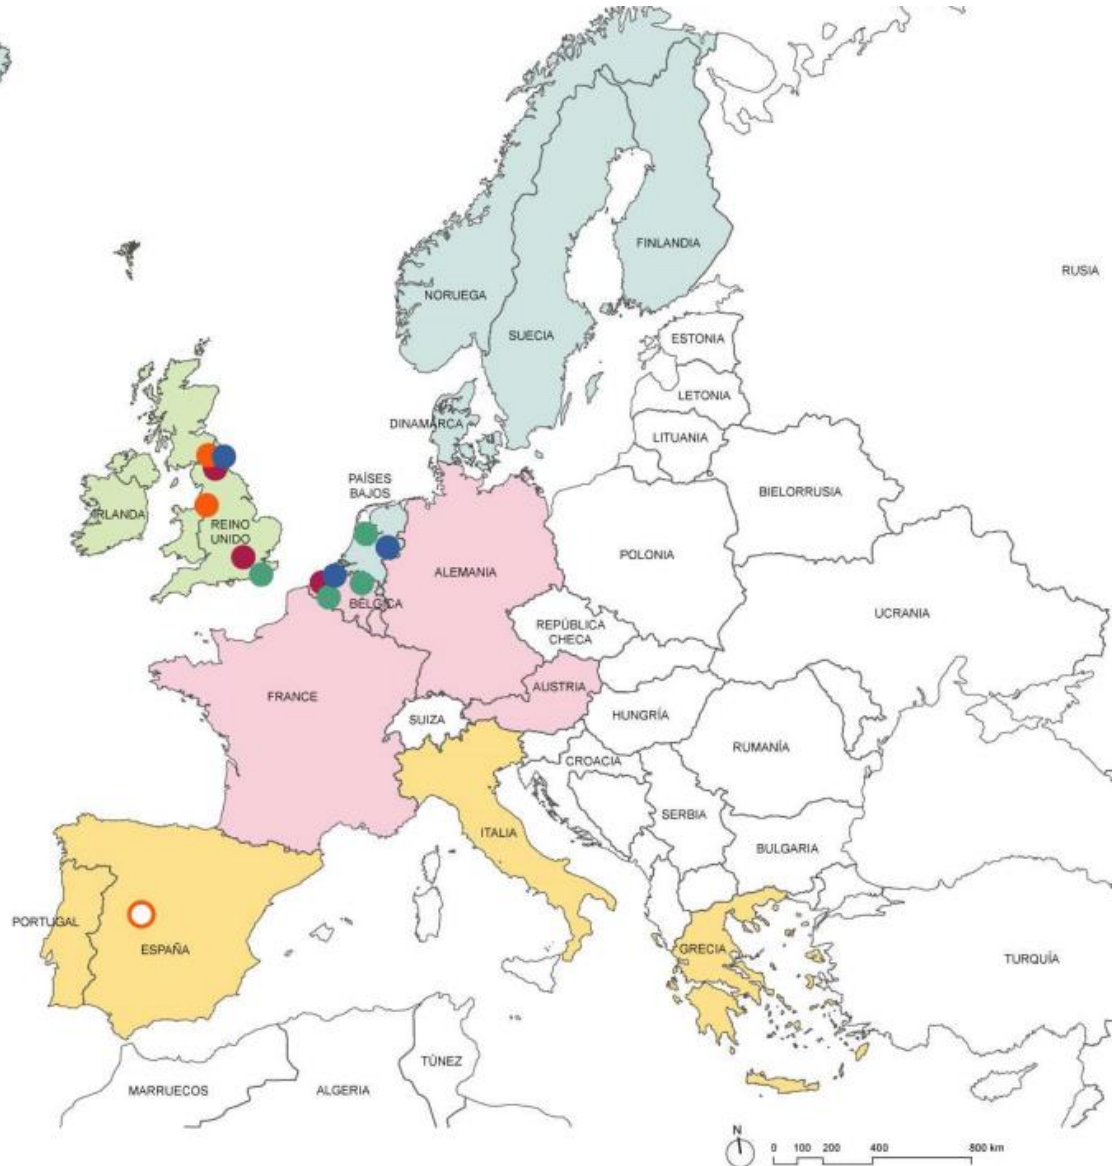 FINLANDIA
RUSIA
NORUEGA
SUECIA
ESTONIA
LETONIA
DINAMARCA
LITUANIA
PAÍSES
BAJOS
BIELORRUSIA
IRLANDA
REINO
UNIDO
POLONIA
ALEMANIA
BÉLGICA
UCRANIA
REPÚBLICA
CHECA
AUSTRIA
FRANCE
SUIZA
HUNGRÍA
RUMANÍA
CROACIA
SERBIA
ITALIA
BULGARIA
PORTUGAL
ESPAÑA
GRECIA
TURQUÍA
TÚNEZ
MARRUECOS
ALGERIA
N
0 100 200 400 800 km